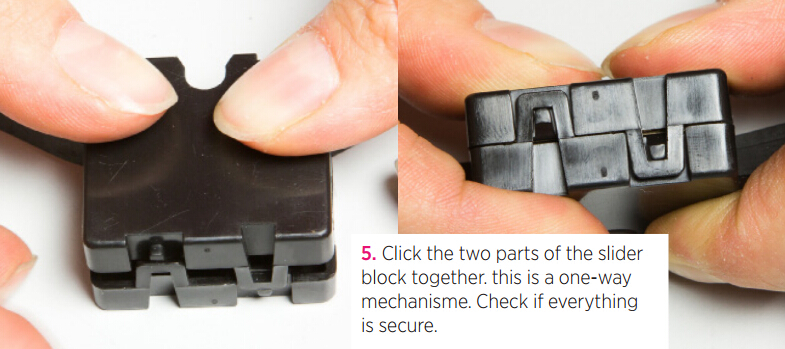 5. Click the two parts of the slider
block together. this is a one-way
mechanisme. Check if everything
is secure.